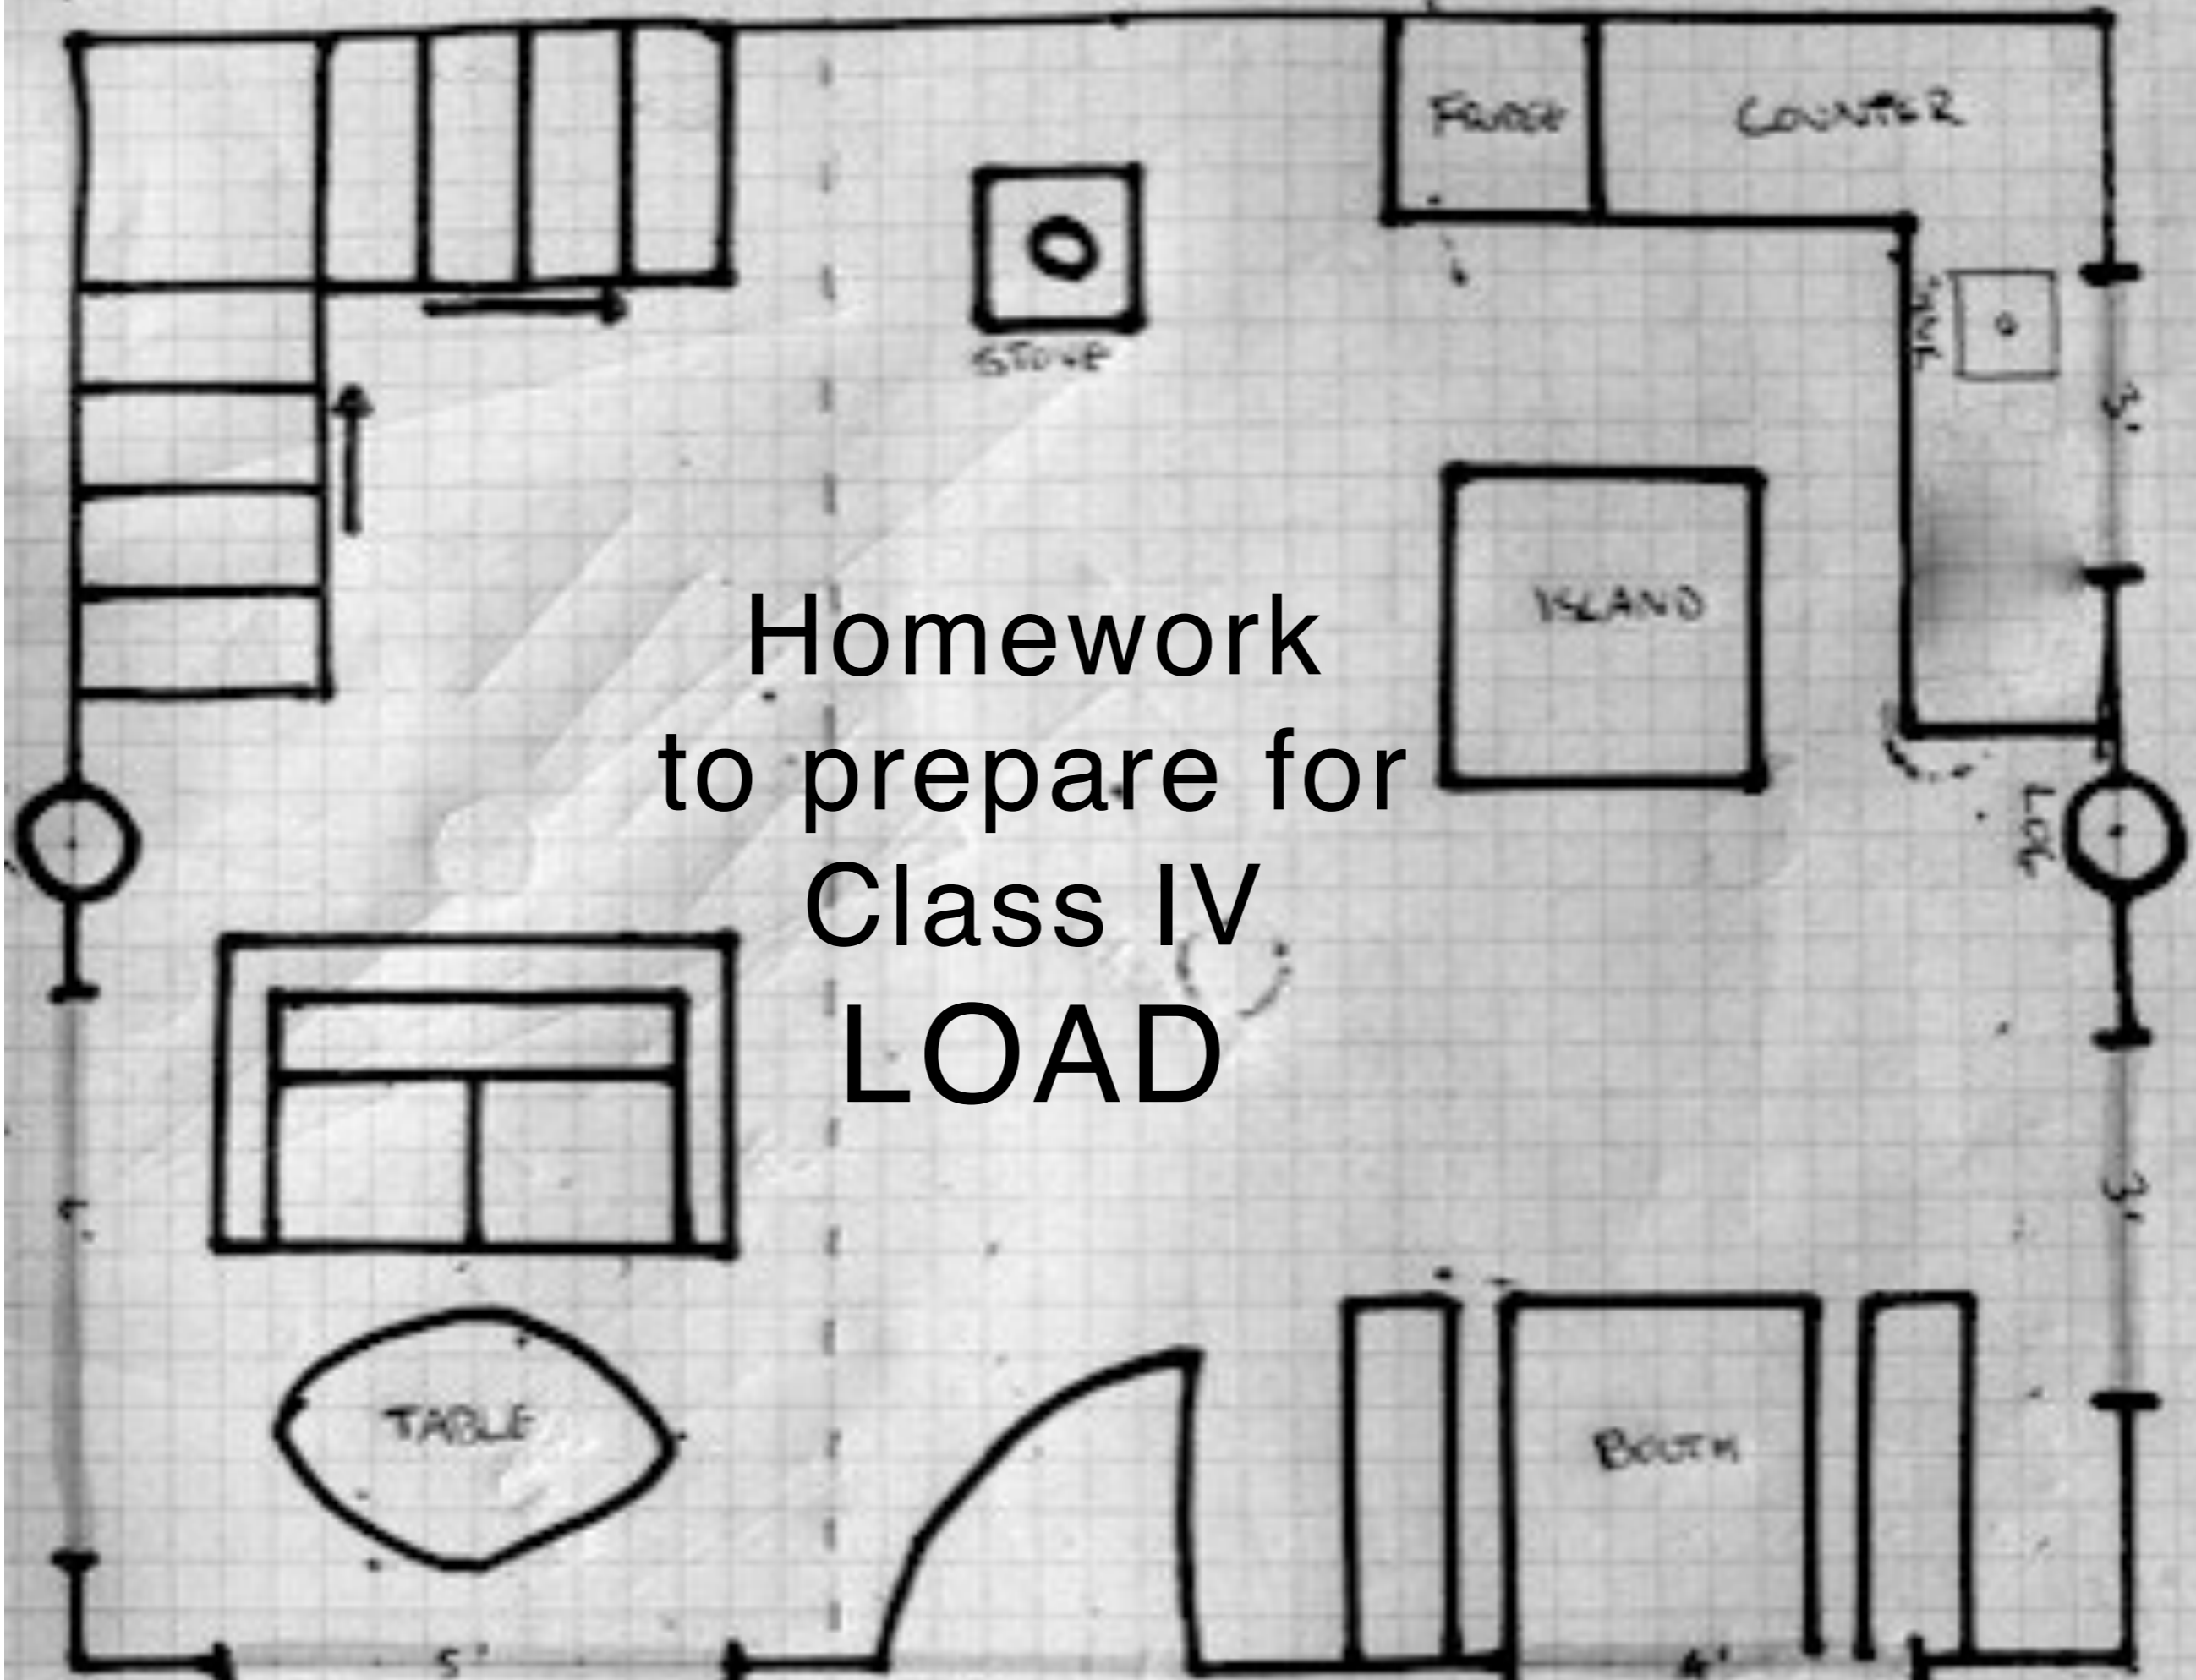 FRIDGE
COUNTER
SINK
STOVE
3'
ISLAND
Homework
to prepare for
Class IV
LOAD
LOG
3'
TABLE
BOOTH
5'
4'